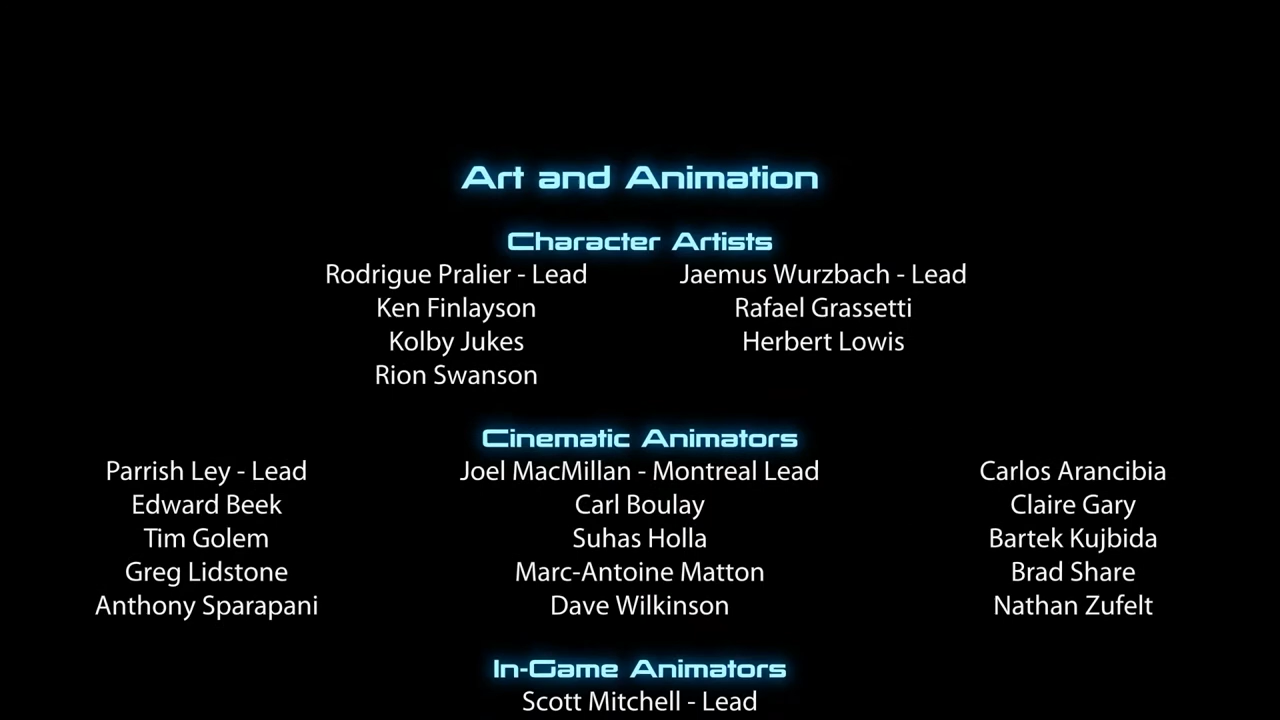 Art and Animation
Character Artists
Rodrigue Pralier - Lead Jaemus Wurzbach - Lead
Ken Finlayson Rafael Grassetti
Kolby Jukes Herbert Lowis
Rion Swanson
Cinematic Animators
Parrish Ley - Lead Joel MacMillan - Montreal Lead Carlos Arancibia
Edward Beek Carl Boulay Claire Gary
Tim Golem Suhas Holla Bartek Kujbida
Greg Lidstone Marc-Antoine Matton Brad Share
Anthony Sparapani Dave Wilkinson Nathan Zufelt
In-Game Animators
Scott Mitchell - Lead